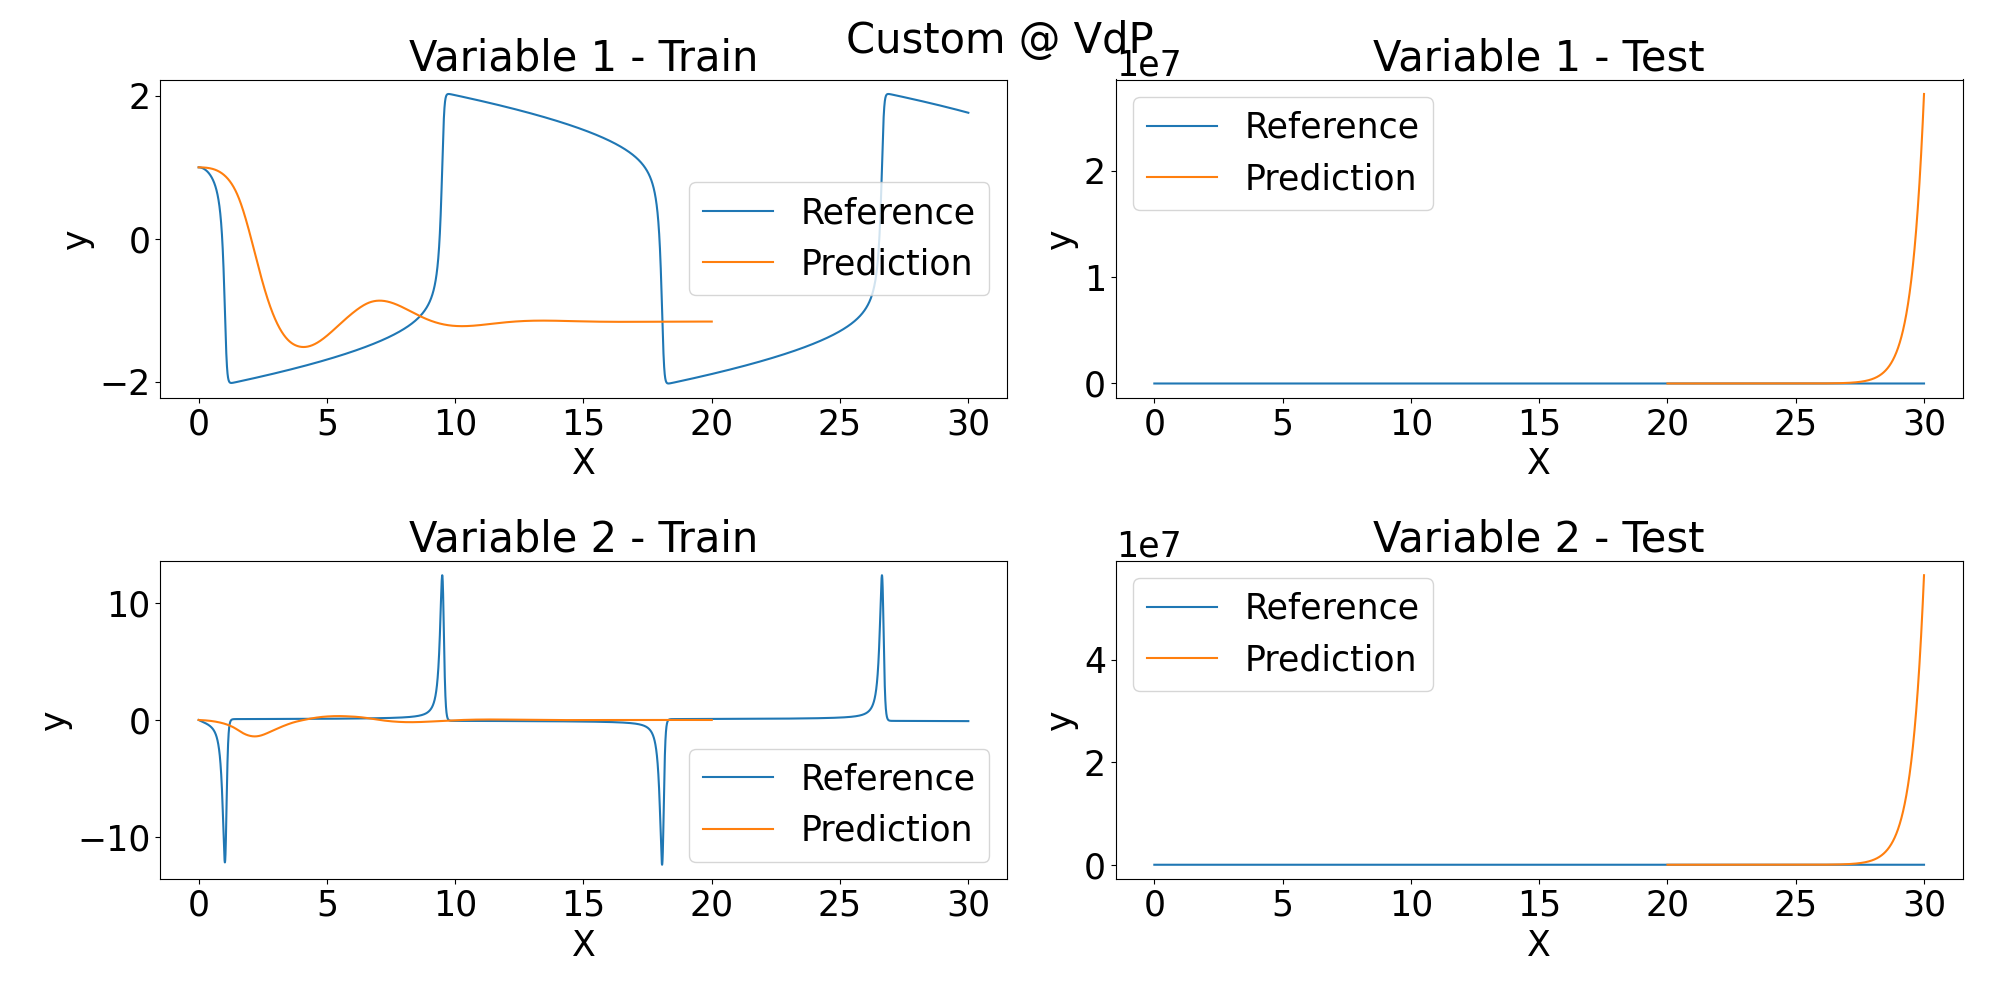 Custom @ VdP
Variable 1 - Train
2
0
−2
y
0 5 10 15 20 25 30
X
Reference
Prediction
Variable 1 - Test
1e7
2
1
0
y
0 5 10 15 20 25 30
X
Reference
Prediction
Variable 2 - Train
10
0
−10
y
0 5 10 15 20 25 30
X
Reference
Prediction
Variable 2 - Test
1e7
4
2
0
y
0 5 10 15 20 25 30
X
Reference
Prediction